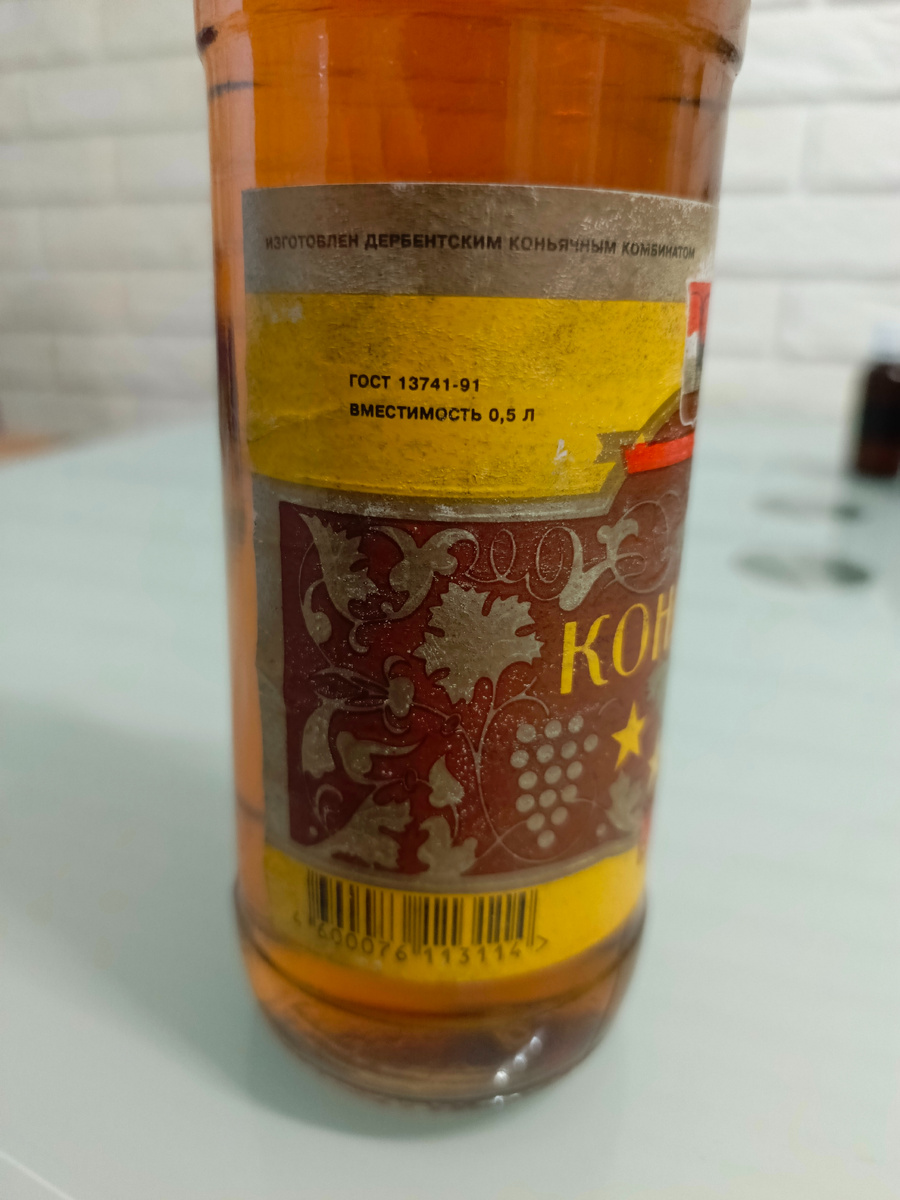 ИЗГОТОВЛЕН ДЕРБЕНТСКИМ КОНЬЯЧНЫМ КОМБИНАТОМ
ГОСТ 13741-91
ВМЕСТИМОСТЬ 0,5 Л
КОН
4 600076 113114 >